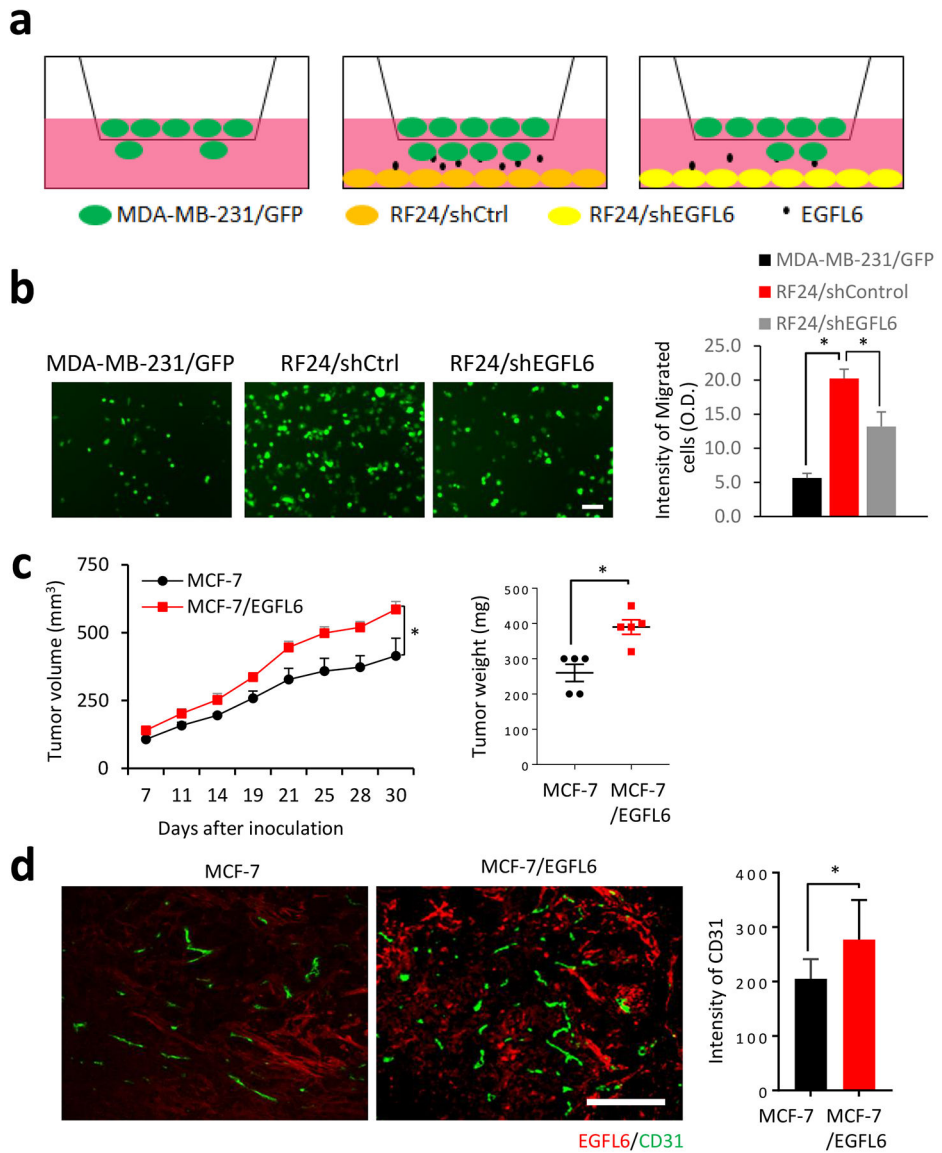 a
MDA-MB-231/GFP RF24/shCtrl RF24/shEGFL6 EGFL6
b
MDA-MB-231/GFP RF24/shCtrl RF24/shEGFL6
MDA-MB-231/GFP
RF24/shControl
RF24/shEGFL6
Intensity of Migrated
cells (O.D.)
25.0
20.0
15.0
10.0
5.0
0.0
* *
c
Tumor volume (mm³)
750
500
250
0
MCF-7
MCF-7/EGFL6
*
7 11 14 19 21 25 28 30
Days after inoculation
Tumor weight (mg)
500
400
300
200
100
0
*
MCF-7 MCF-7
/EGFL6
d
MCF-7 MCF-7/EGFL6
EGFL6/CD31
Intensity of CD31
400
300
200
100
0
*
MCF-7 MCF-7
/EGFL6